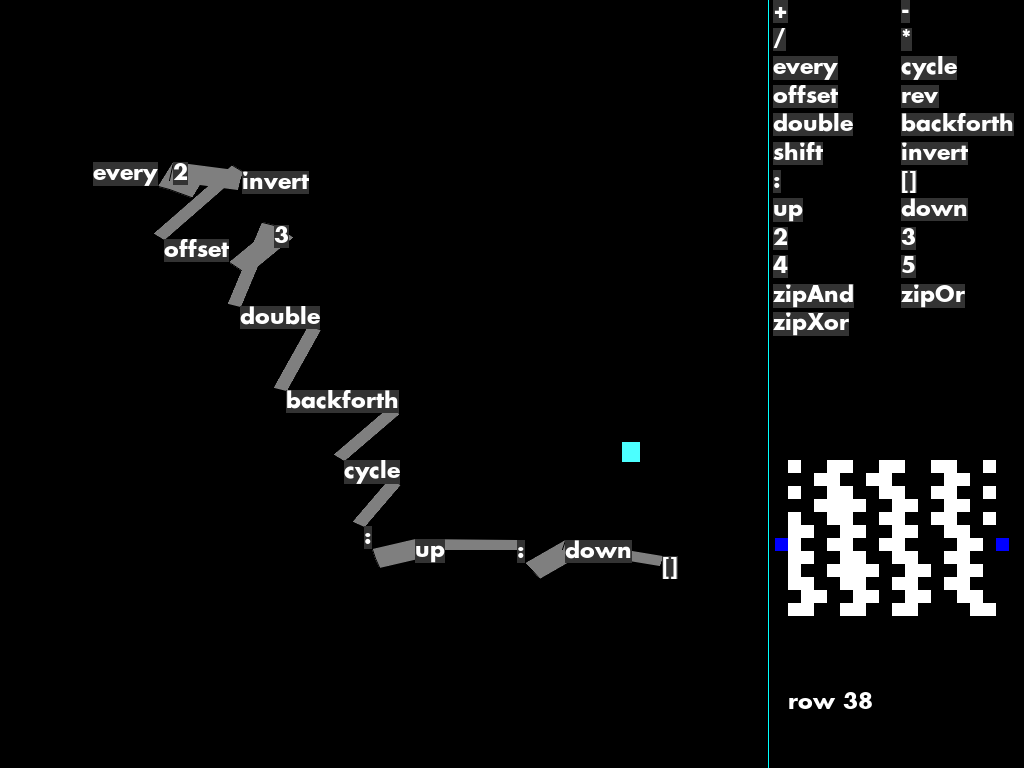 every 2 invert
offset 3
double
backforth
cycle
: up : down []
+ -
/ *
every cycle
offset rev
double backforth
shift invert
: []
up down
2 3
4 5
zipAnd zipOr
zipXor
row 38